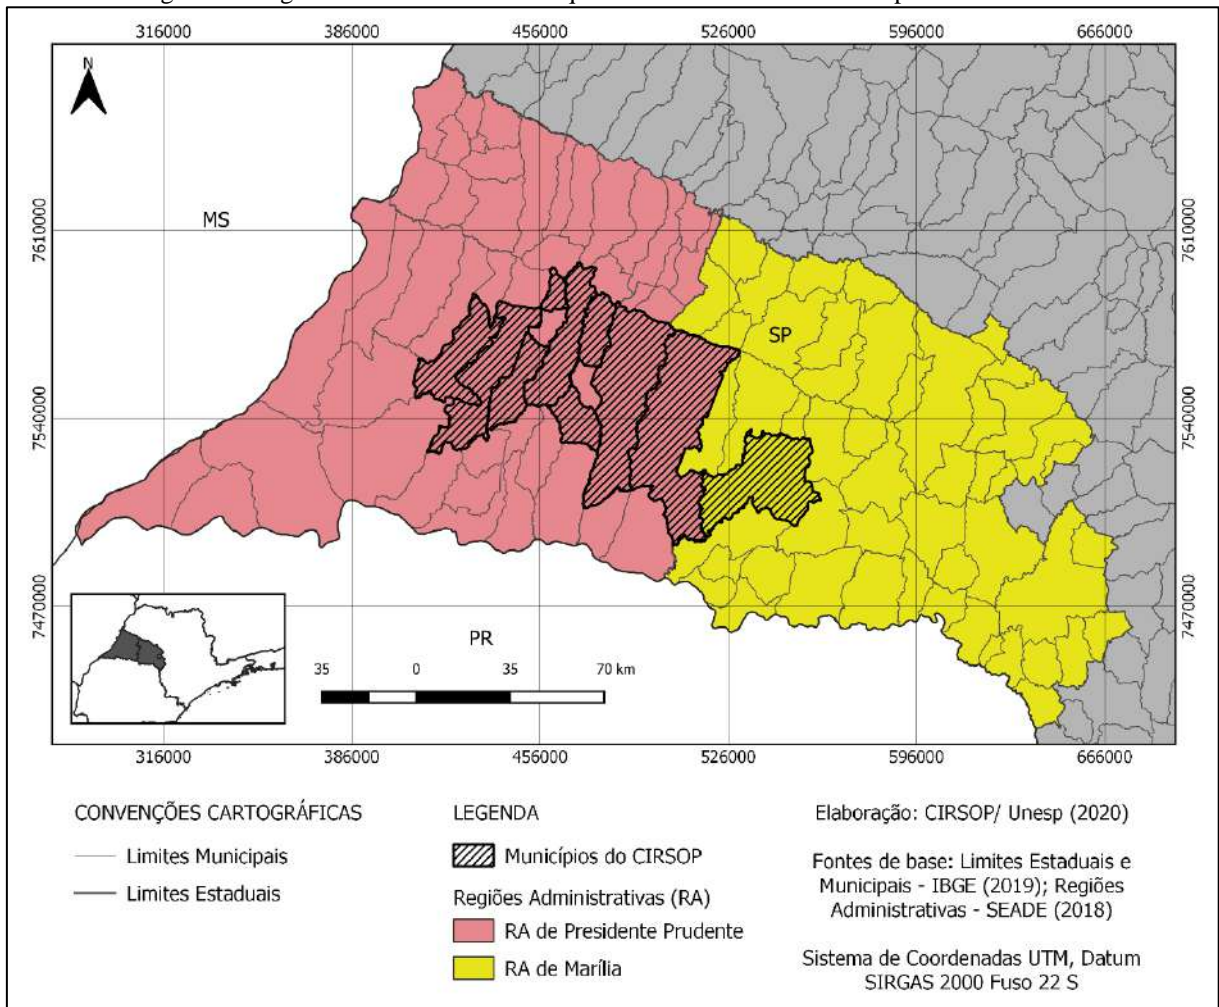 316000 386000 456000 526000 596000 666000
N
MS
7610000
7610000
SP
7540000
7540000
7470000
7470000
PR
35 0 35 70 km
316000 386000 456000 526000 596000 666000
CONVENÇÕES CARTOGRÁFICAS
Limites Municipais
Limites Estaduais
LEGENDA
Municípios do CIRSOP
Regiões Administrativas (RA)
RA de Presidente Prudente
RA de Marília
Elaboração: CIRSOP/ Unesp (2020)
Fontes de base: Limites Estaduais e
Municipais - IBGE (2019); Regiões
Administrativas - SEADE (2018)
Sistema de Coordenadas UTM, Datum
SIRGAS 2000 Fuso 22 S